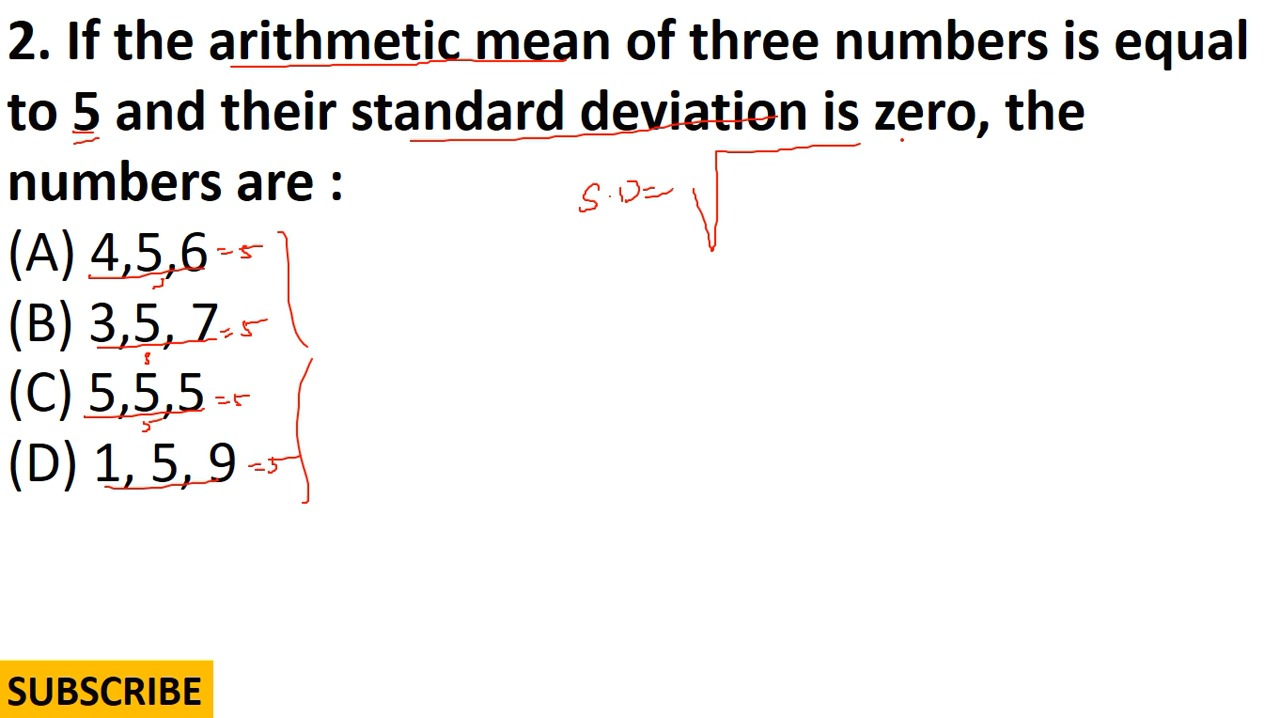 2. If the arithmetic mean of three numbers is equal
to 5 and their standard deviation is zero, the
numbers are :
S.D= √
(A) 4,5,6 =5
3
(B) 3,5, 7 =5
3
(C) 5,5,5 =5
(D) 1, 5, 9 =5
SUBSCRIBE